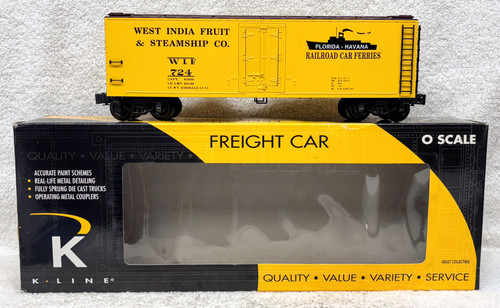 WEST INDIA FRUIT
& STEAMSHIP CO.
WIF
724
FLORIDA - HAVANA
RAILROAD CAR FERRIES
FREIGHT CAR
O SCALE
QUALITY • VALUE • VARIETY •
ACCURATE PAINT SCHEMES
• REAL-LIFE METAL DETAILING
• FULLY SPRUNG DIE CAST TRUCKS
• OPERATING METAL COUPLERS
K
K • LINE®
QUALITY • VALUE • VARIETY • SERVICE